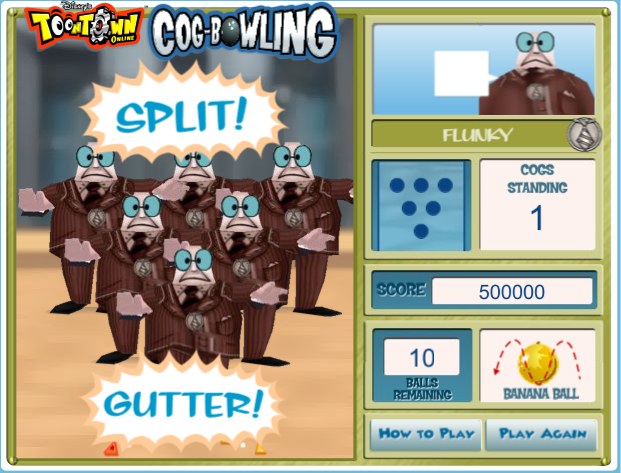 Disney's
TOONTOWN
ONLINE
COG-BOWLING
SPLIT!
GUTTER!
FLUNKY
COGS
STANDING
1
SCORE 500000
10
BALLS
REMAINING
BANANA BALL
HOW TO PLAY
PLAY AGAIN